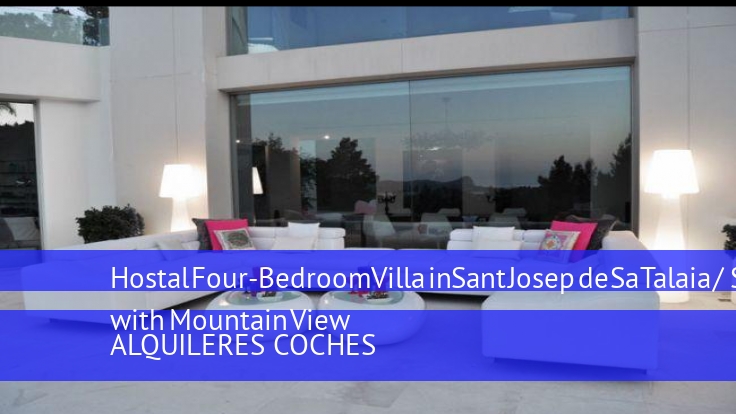 Hostal Four-Bedroom Villa in Sant Josep de Sa Talaia / S
with Mountain View
ALQUILERES COCHES